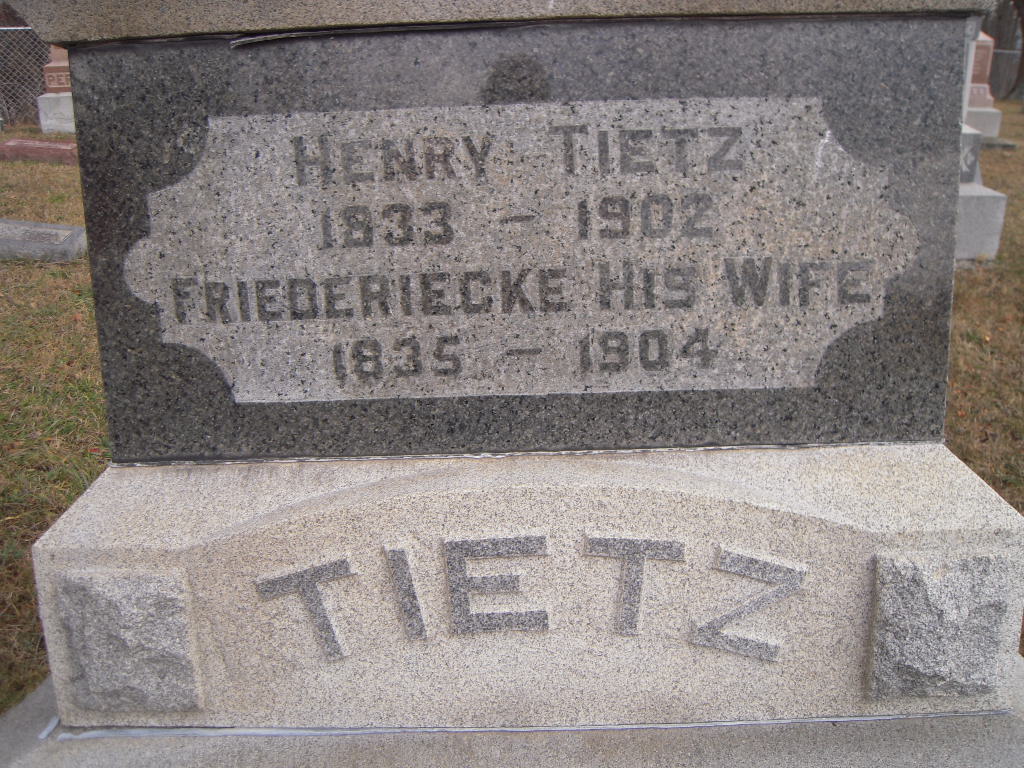 HENRY TIETZ
1833 - 1902
FRIEDERIECKE HIS WIFE
1835 - 1904
TIETZ